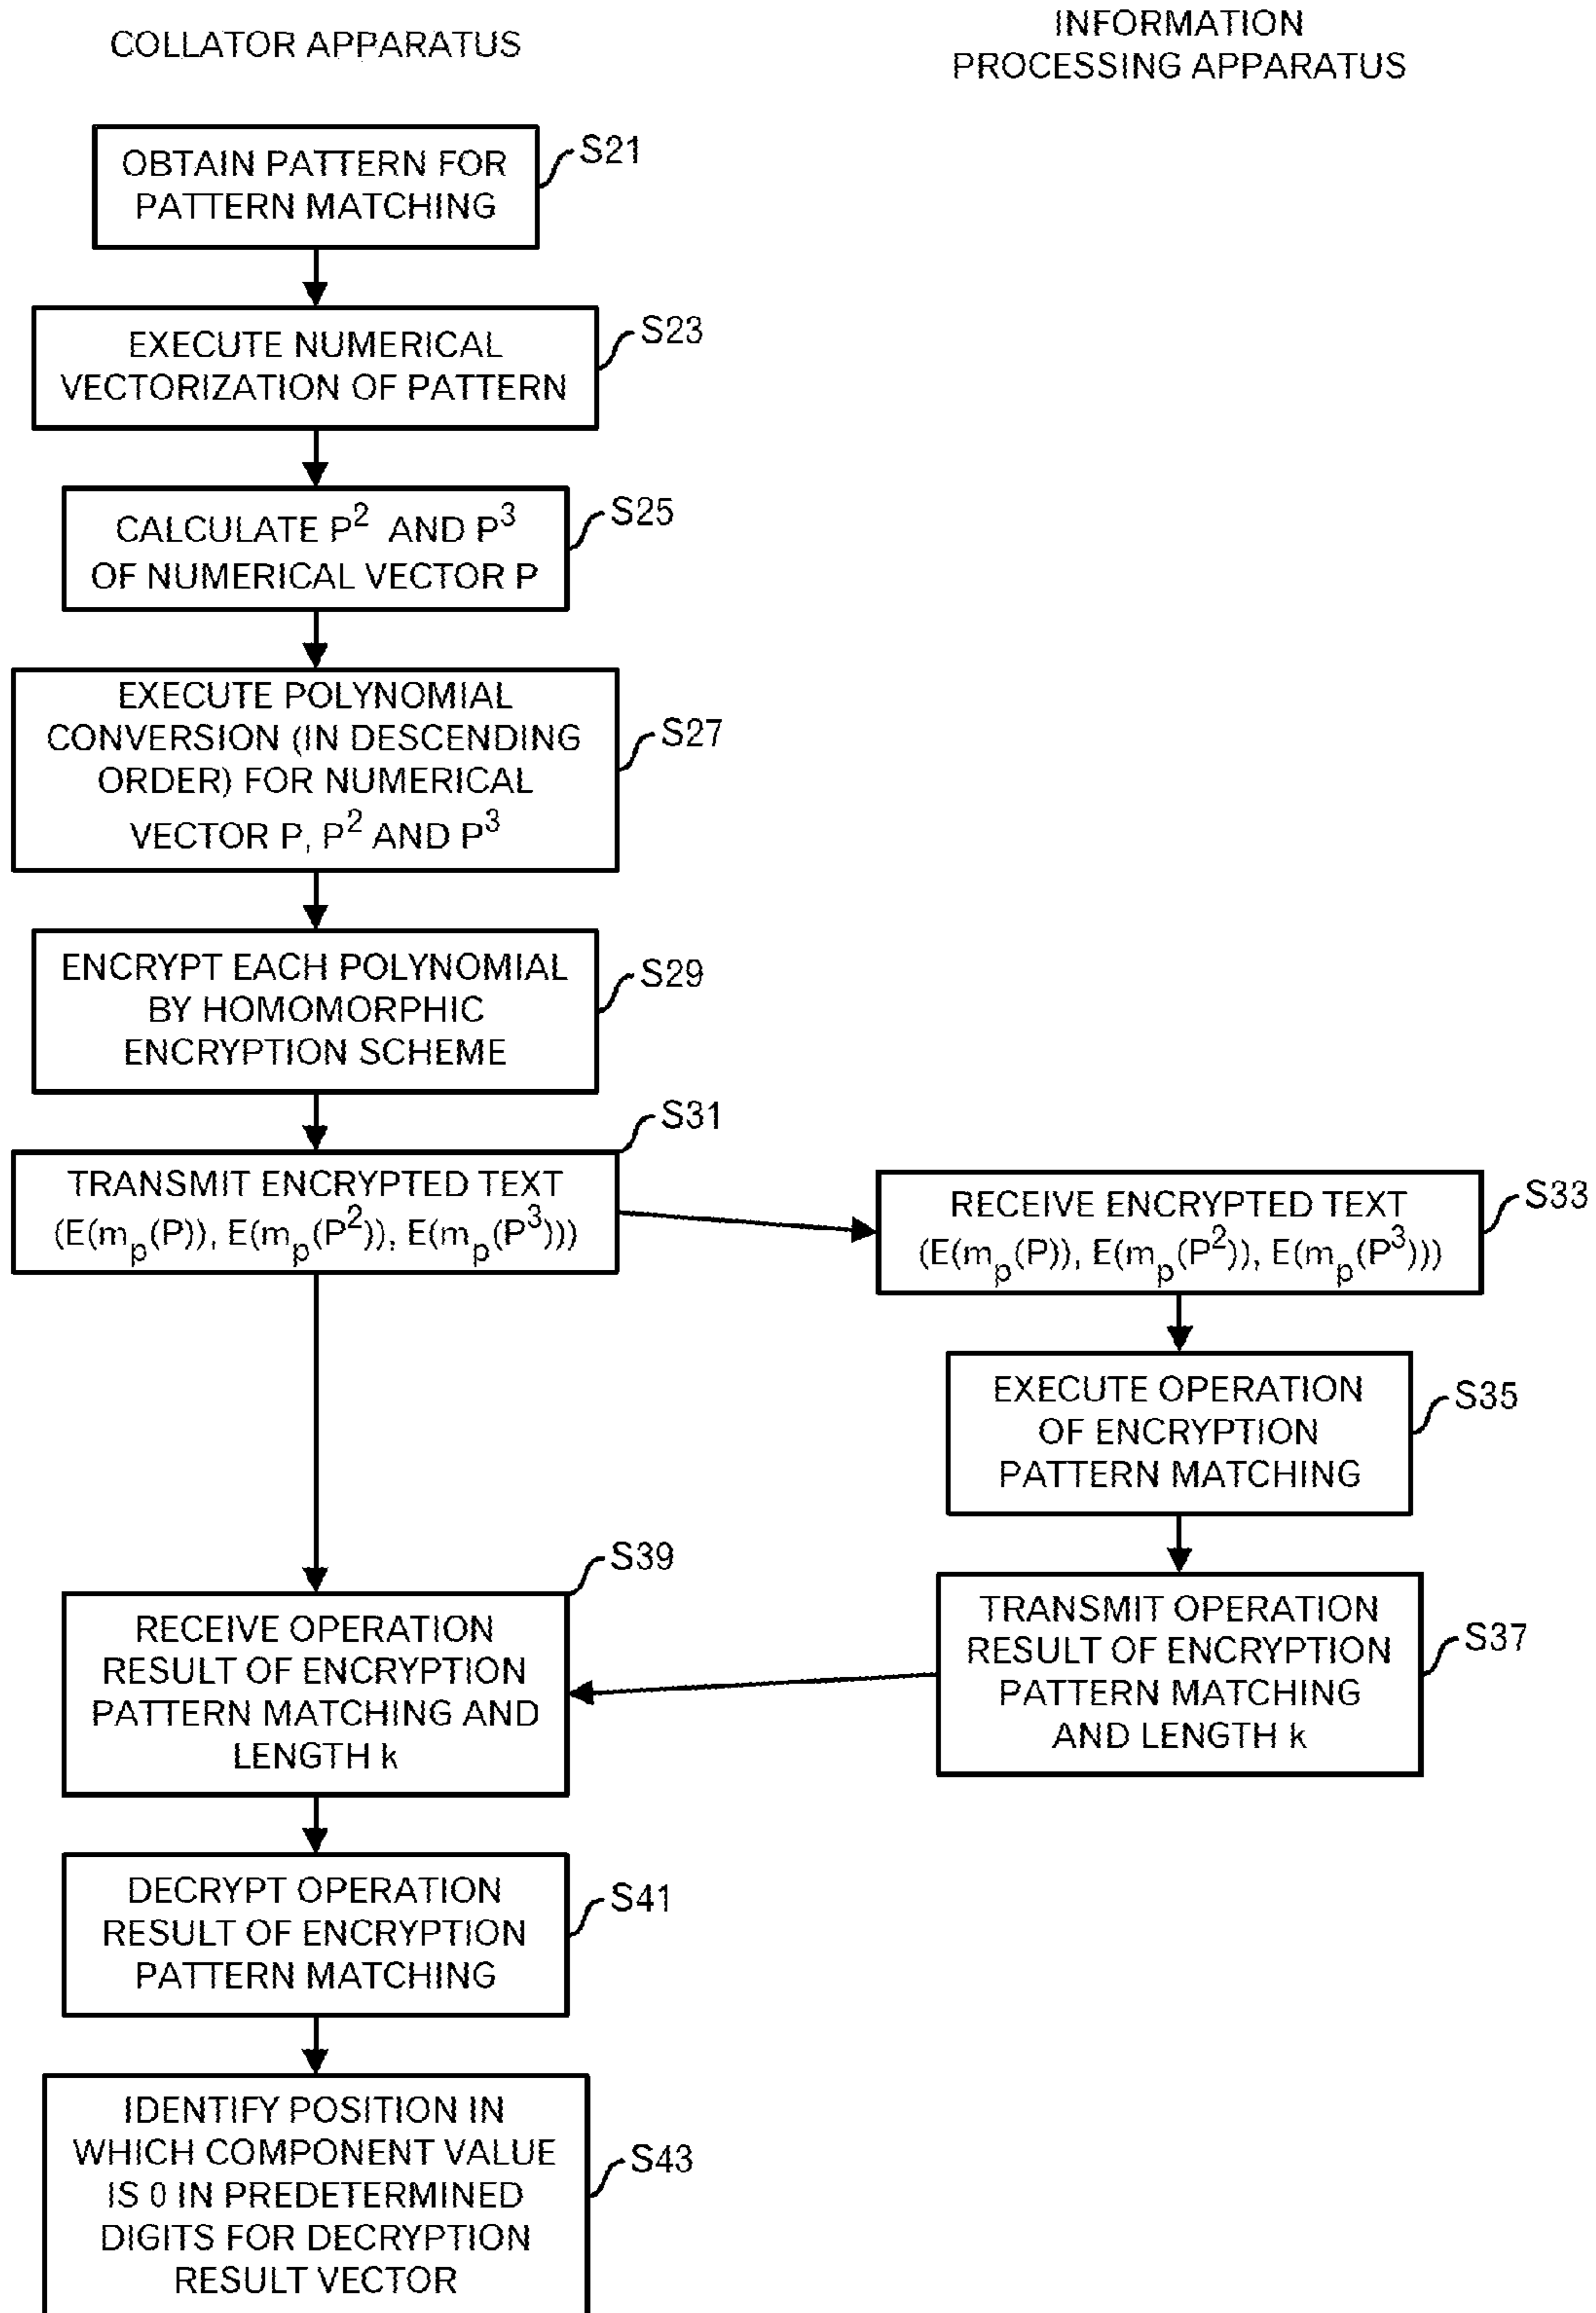 COLLATOR APPARATUS
INFORMATION
PROCESSING APPARATUS
OBTAIN PATTERN FOR
PATTERN MATCHING
S21
EXECUTE NUMERICAL
VECTORIZATION OF PATTERN
S23
CALCULATE P² AND P³
OF NUMERICAL VECTOR P
S25
EXECUTE POLYNOMIAL
CONVERSION (IN DESCENDING
ORDER) FOR NUMERICAL
VECTOR P, P² AND P³
S27
ENCRYPT EACH POLYNOMIAL
BY HOMOMORPHIC
ENCRYPTION SCHEME
S29
TRANSMIT ENCRYPTED TEXT
(E(mₚ(P)), E(mₚ(P²)), E(mₚ(P³)))
S31
RECEIVE ENCRYPTED TEXT
(E(mₚ(P)), E(mₚ(P²)), E(mₚ(P³)))
S33
EXECUTE OPERATION
OF ENCRYPTION
PATTERN MATCHING
S35
TRANSMIT OPERATION
RESULT OF ENCRYPTION
PATTERN MATCHING
AND LENGTH k
S37
RECEIVE OPERATION
RESULT OF ENCRYPTION
PATTERN MATCHING AND
LENGTH k
S39
DECRYPT OPERATION
RESULT OF ENCRYPTION
PATTERN MATCHING
S41
IDENTIFY POSITION IN
WHICH COMPONENT VALUE
IS 0 IN PREDETERMINED
DIGITS FOR DECRYPTION
RESULT VECTOR
S43